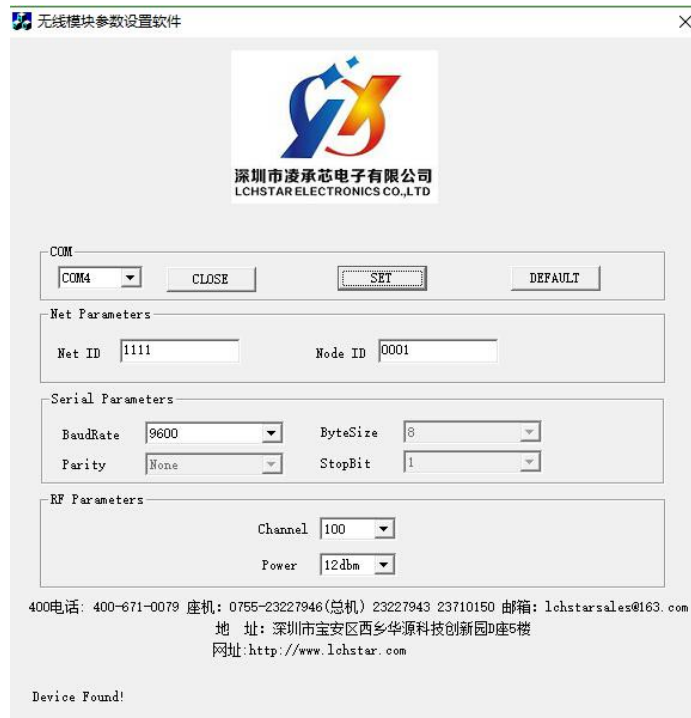 无线模块参数设置软件
深圳市凌承芯电子有限公司
LCHSTAR ELECTRONICS CO.,LTD
COM
COM4 CLOSE SET DEFAULT
Net Parameters
Net ID 1111 Node ID 0001
Serial Parameters
BaudRate 9600 ByteSize 8
Parity None StopBit 1
RF Parameters
Channel 100
Power 12dbm
400电话: 400-671-0079 座机: 0755-23227946(总机) 23227943 23710150 邮箱: lchstarsales@163.com
地 址: 深圳市宝安区西乡华源科技创新园D座5楼
网址:http://www.lchstar.com
Device Found!